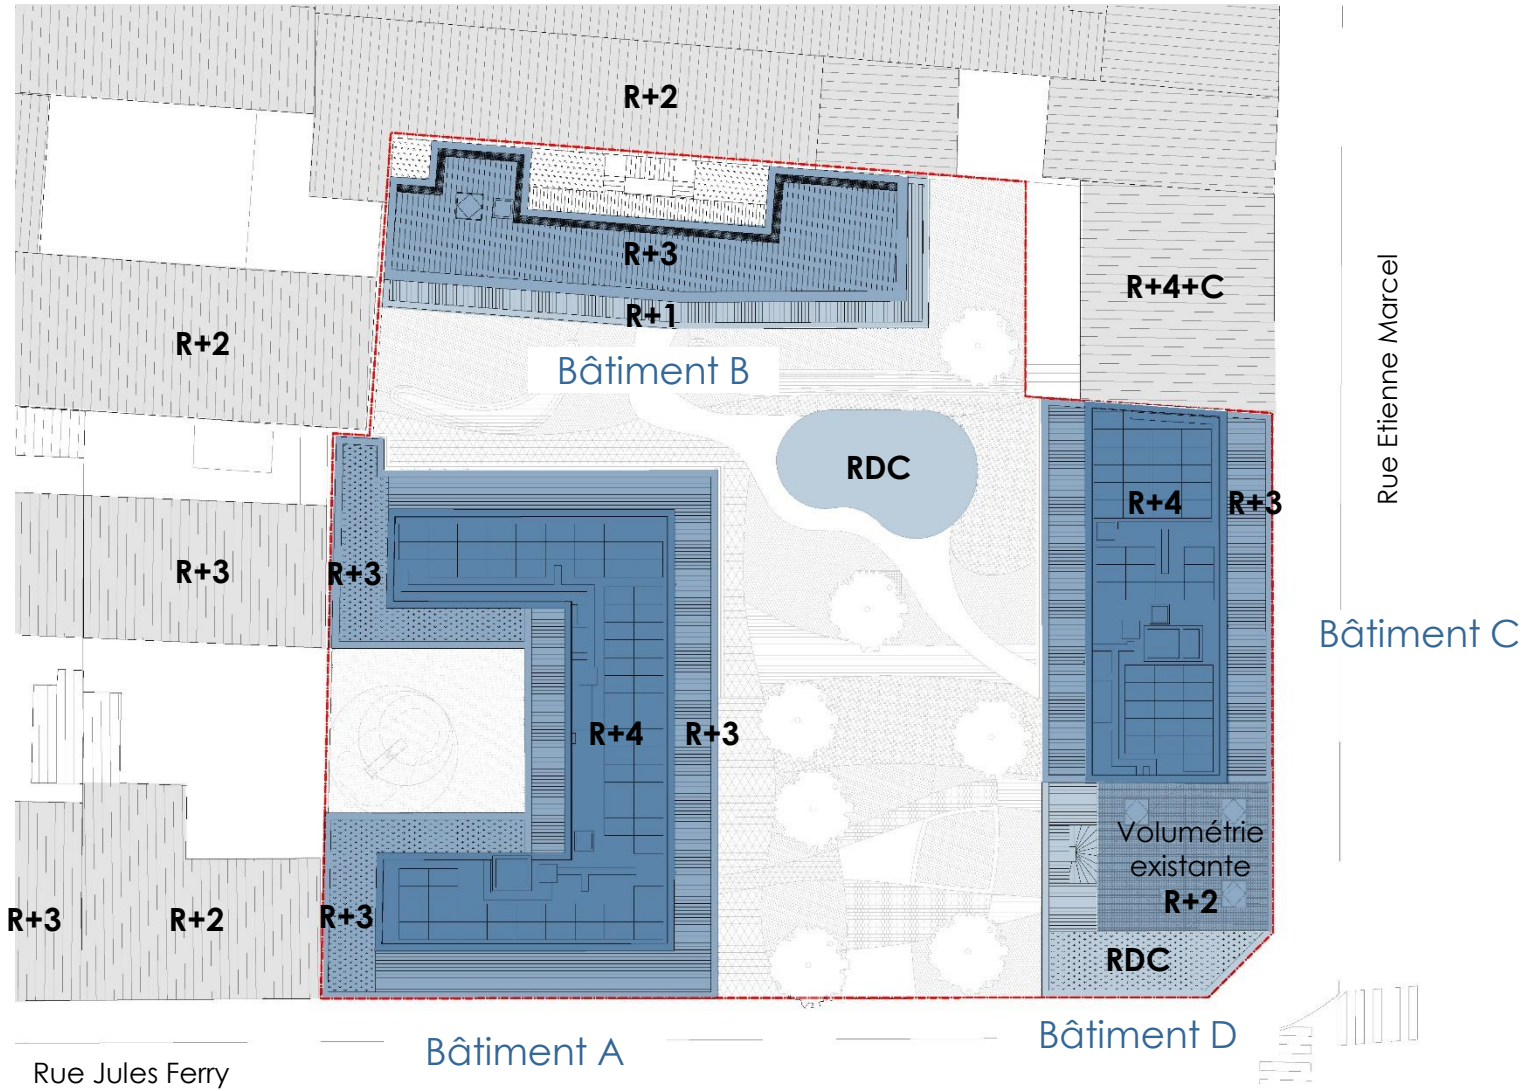 R+2
R+3
R+4+C
R+1
R+2
Bâtiment B
Rue Etienne Marcel
RDC
R+4
R+3
R+3
R+3
Bâtiment C
R+4
R+3
Volumétrie
existante
R+2
R+3
R+2
R+3
RDC
Bâtiment D
Bâtiment A
Rue Jules Ferry